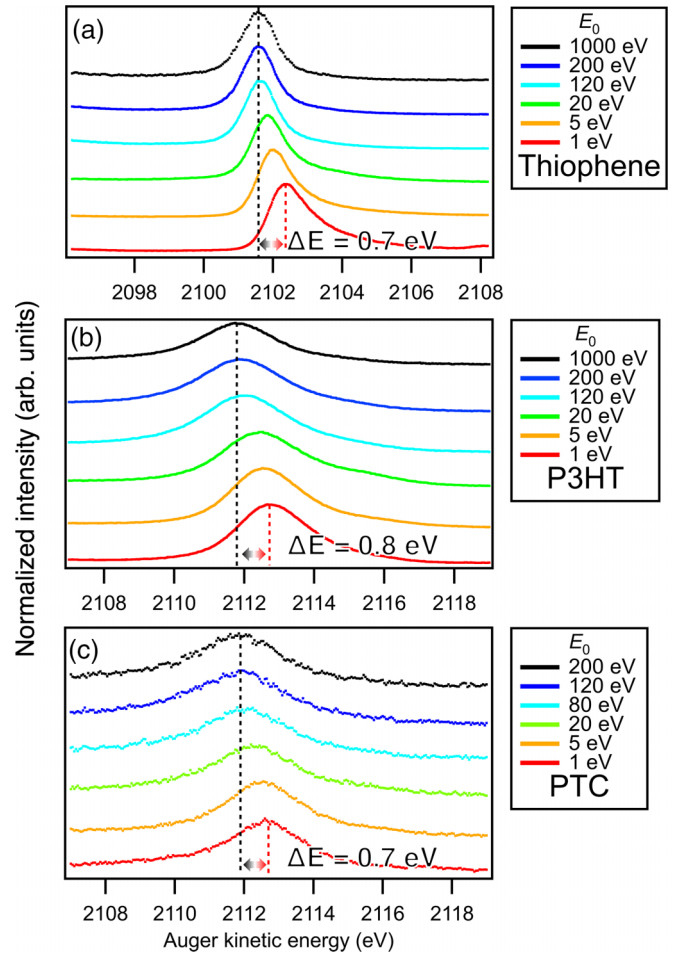 (a)
E0
1000 eV
200 eV
120 eV
20 eV
5 eV
1 eV
Thiophene
ΔE = 0.7 eV
2098 2100 2102 2104 2106 2108
Normalized intensity (arb. units)
(b)
E0
1000 eV
200 eV
120 eV
20 eV
5 eV
1 eV
P3HT
ΔE = 0.8 eV
2108 2110 2112 2114 2116 2118
(c)
E0
200 eV
120 eV
80 eV
20 eV
5 eV
1 eV
PTC
ΔE = 0.7 eV
2108 2110 2112 2114 2116 2118
Auger kinetic energy (eV)